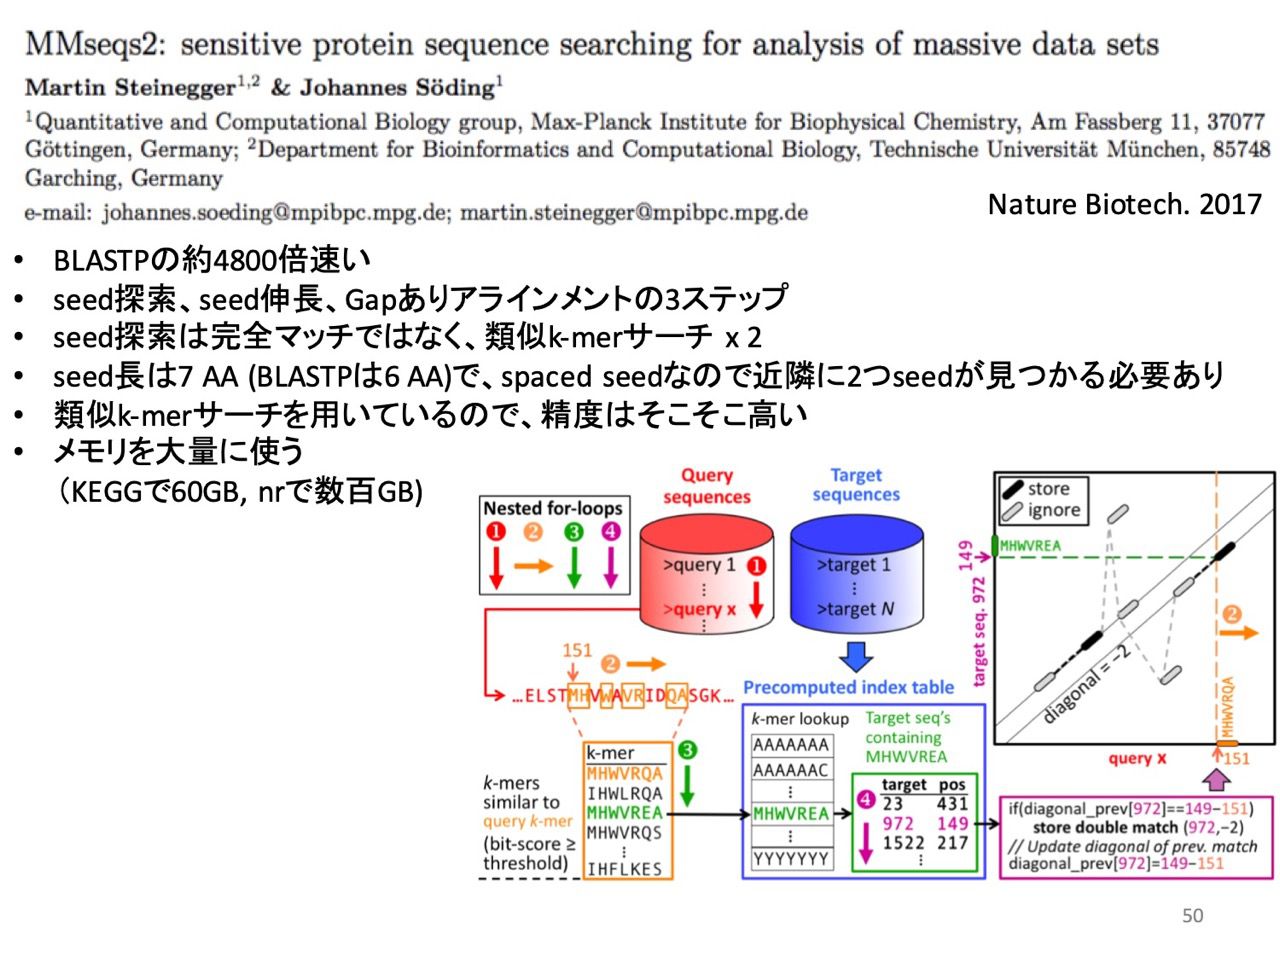 MMseqs2: sensitive protein sequence searching for analysis of massive data sets
Martin Steinegger1,2 & Johannes Söding1
1Quantitative and Computational Biology group, Max-Planck Institute for Biophysical Chemistry, Am Fassberg 11, 37077
Göttingen, Germany; 2Department for Bioinformatics and Computational Biology, Technische Universität München, 85748
Garching, Germany
e-mail: johannes.soeding@mpibpc.mpg.de; martin.steinegger@mpibpc.mpg.de
Nature Biotech. 2017
• BLASTPの約4800倍速い
• seed探索、seed伸長、Gapありアラインメントの3ステップ
• seed探索は完全マッチではなく、類似k-merサーチ x 2
• seed長は7 AA (BLASTPは6 AA)で、spaced seedなので近隣に2つseedが見つかる必要あり
• 類似k-merサーチを用いているので、精度はそこそこ高い
• メモリを大量に使う
（KEGGで60GB, nrで数百GB)
Nested for-loops
1 2 3 4
Query
sequences
>query 1
⋮
>query x
⋮
1
Target
sequences
>target 1
⋮
>target N
151
2
...ELSTMHVWAVRIDQASGK...
k-mers
similar to
query k-mer
(bit-score ≥
threshold)
k-mer
MHWVRQA
IHWLRQA
MHWVREA
MHWVRQS
⋮
IHFLKES
3
Precomputed index table
k-mer lookup
AAAAAAA
AAAAAAC
⋮
MHWVREA
⋮
YYYYYYY
Target seq's
containing
MHWVREA
4
target pos
23 431
972 149
1522 217
⋮
store
ignore
MHWVREA
149
target seq. 972
diagonal = −2
2
MHWVRQA
query x
151
if(diagonal_prev[972]==149−151)
store double match (972,−2)
// Update diagonal of prev. match
diagonal_prev[972]=149−151
50